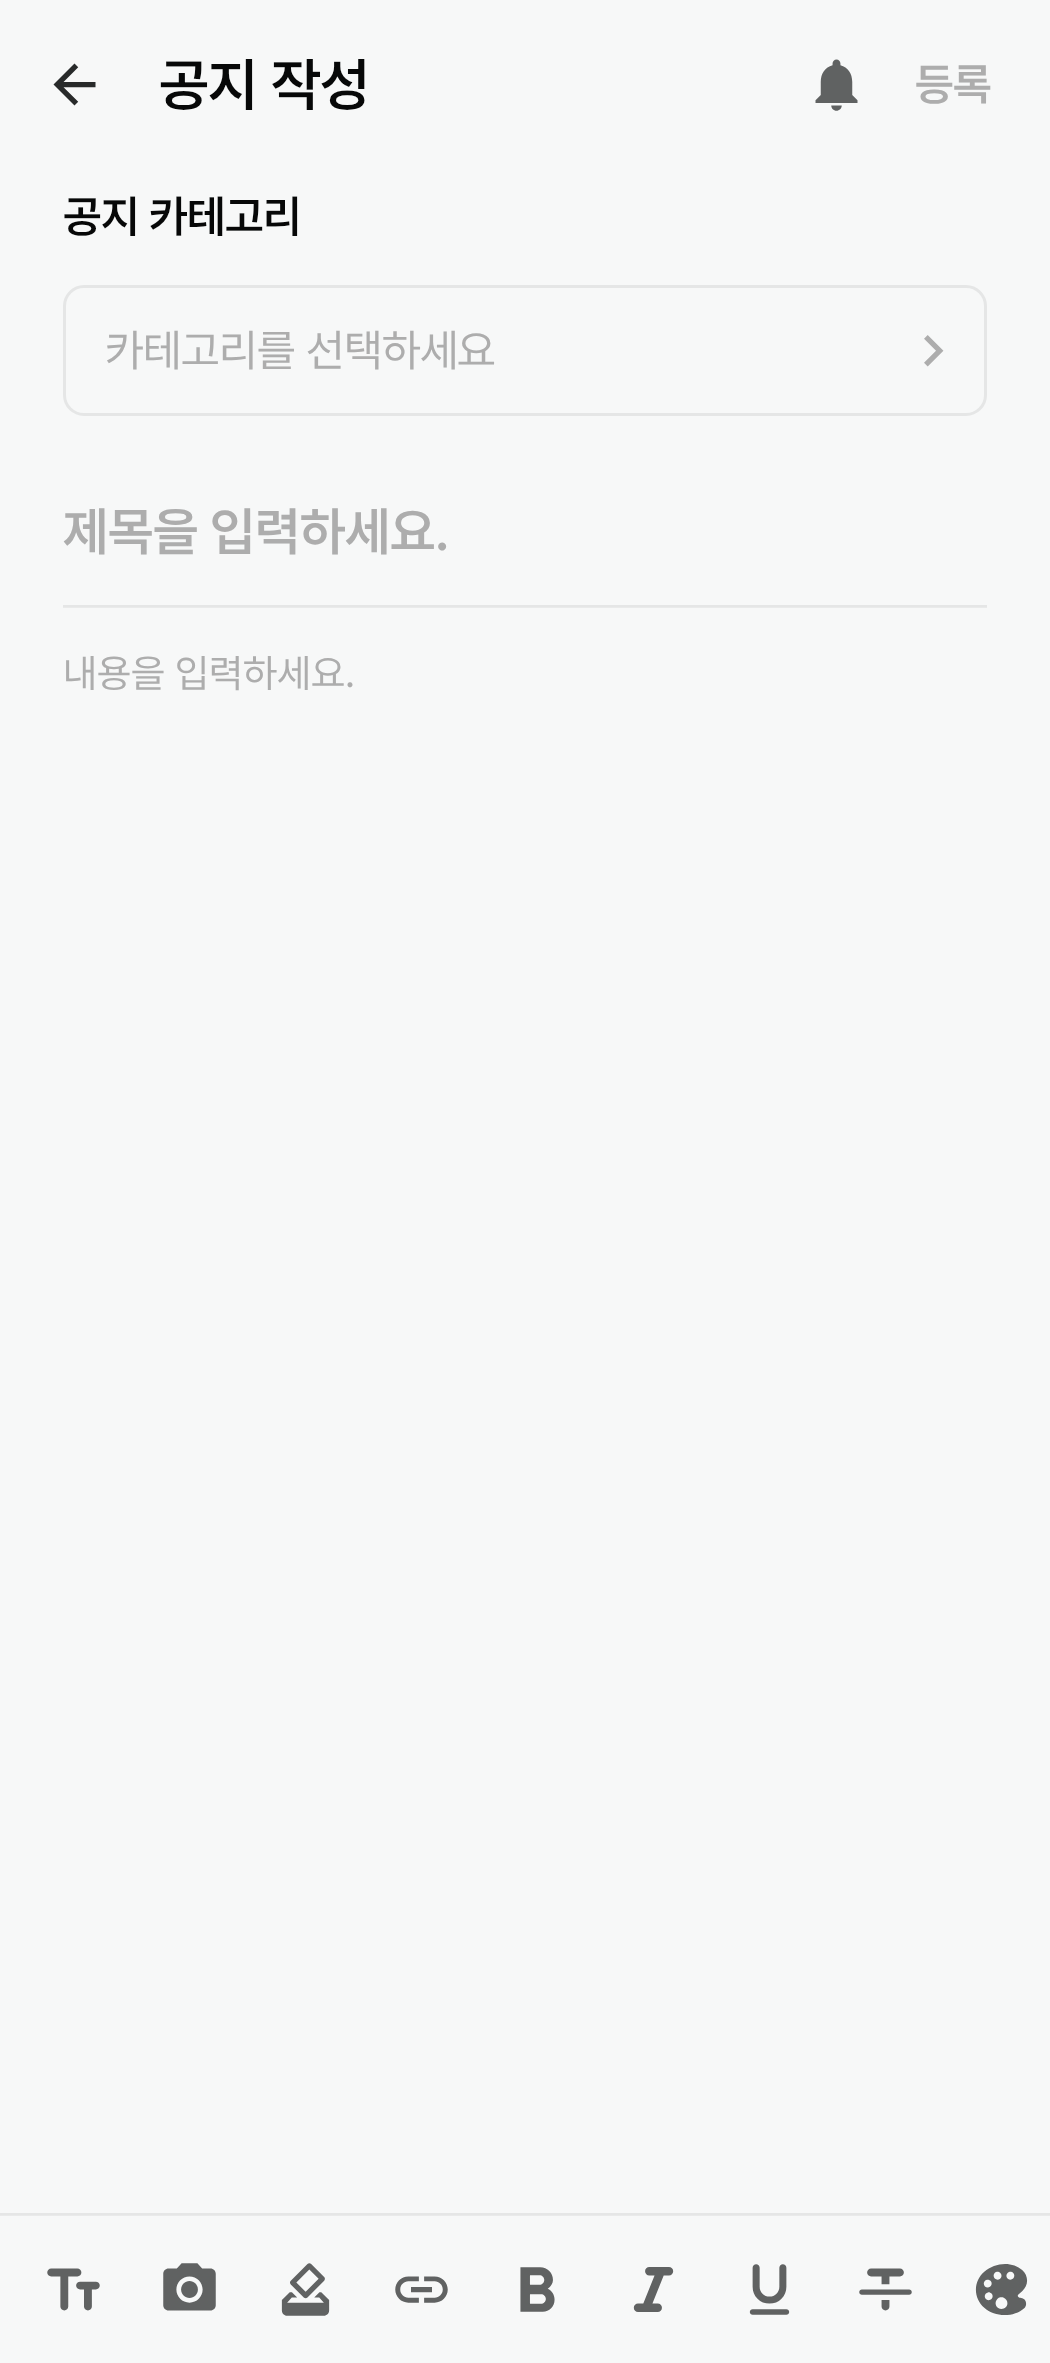 공지 작성
등록
공지 카테고리
카테고리를 선택하세요
제목을 입력하세요.
내용을 입력하세요.